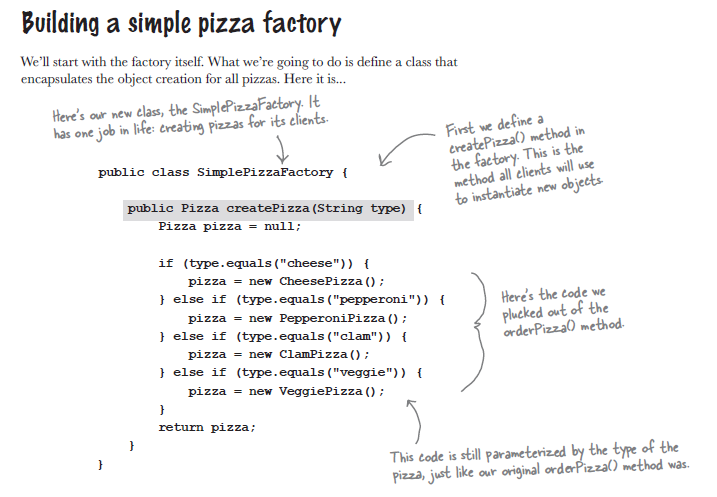 Building a simple pizza factory
We'll start with the factory itself. What we're going to do is define a class that
encapsulates the object creation for all pizzas. Here it is...
Here's our new class, the SimplePizzaFactory. It
has one job in life: creating pizzas for its clients.
First we define a
createPizza() method in
the factory. This is the
method all clients will use
to instantiate new objects.
public class SimplePizzaFactory {
public Pizza createPizza(String type) {
Pizza pizza = null;
if (type.equals("cheese")) {
pizza = new CheesePizza();
} else if (type.equals("pepperoni")) {
pizza = new PepperoniPizza();
} else if (type.equals("clam")) {
pizza = new ClamPizza();
} else if (type.equals("veggie")) {
pizza = new VeggiePizza();
}
return pizza;
}
}
Here's the code we
plucked out of the
orderPizza() method.
This code is still parameterized by the type of the
pizza, just like our original orderPizza() method was.